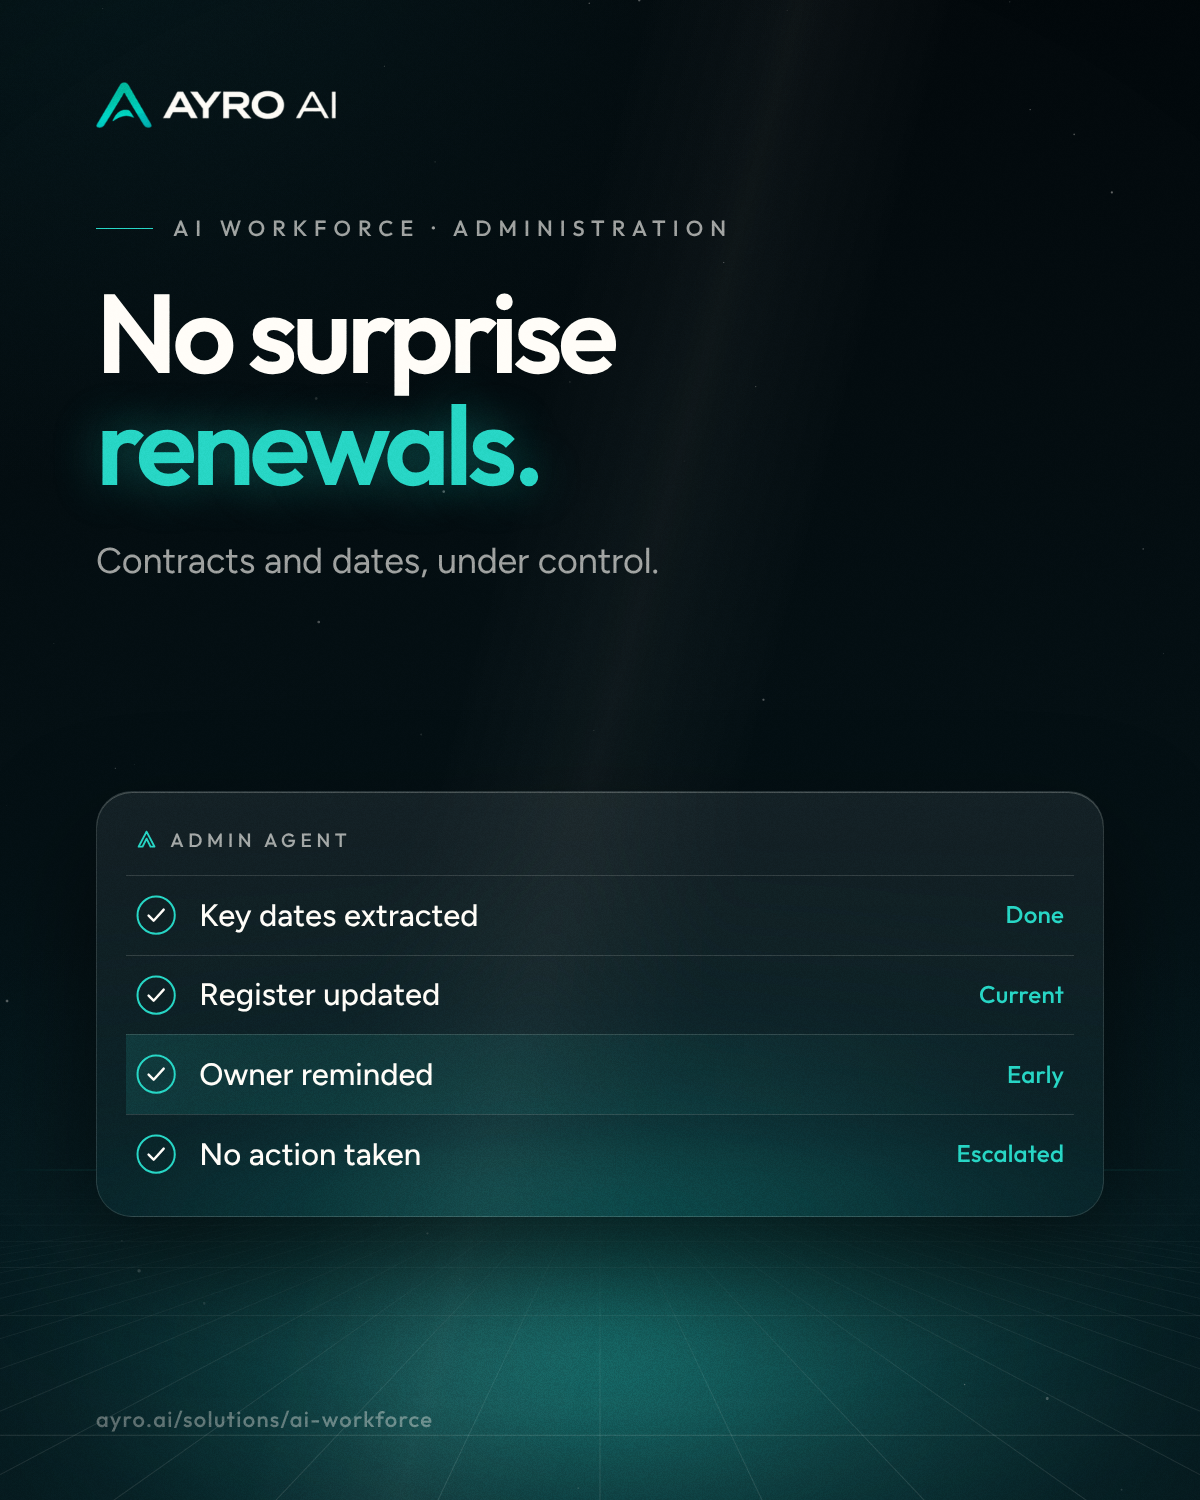 AYRO AI
AI WORKFORCE · ADMINISTRATION
No surprise
renewals.
Contracts and dates, under control.
ADMIN AGENT
Key dates extracted Done
Register updated Current
Owner reminded Early
No action taken Escalated
ayro.ai/solutions/ai-workforce